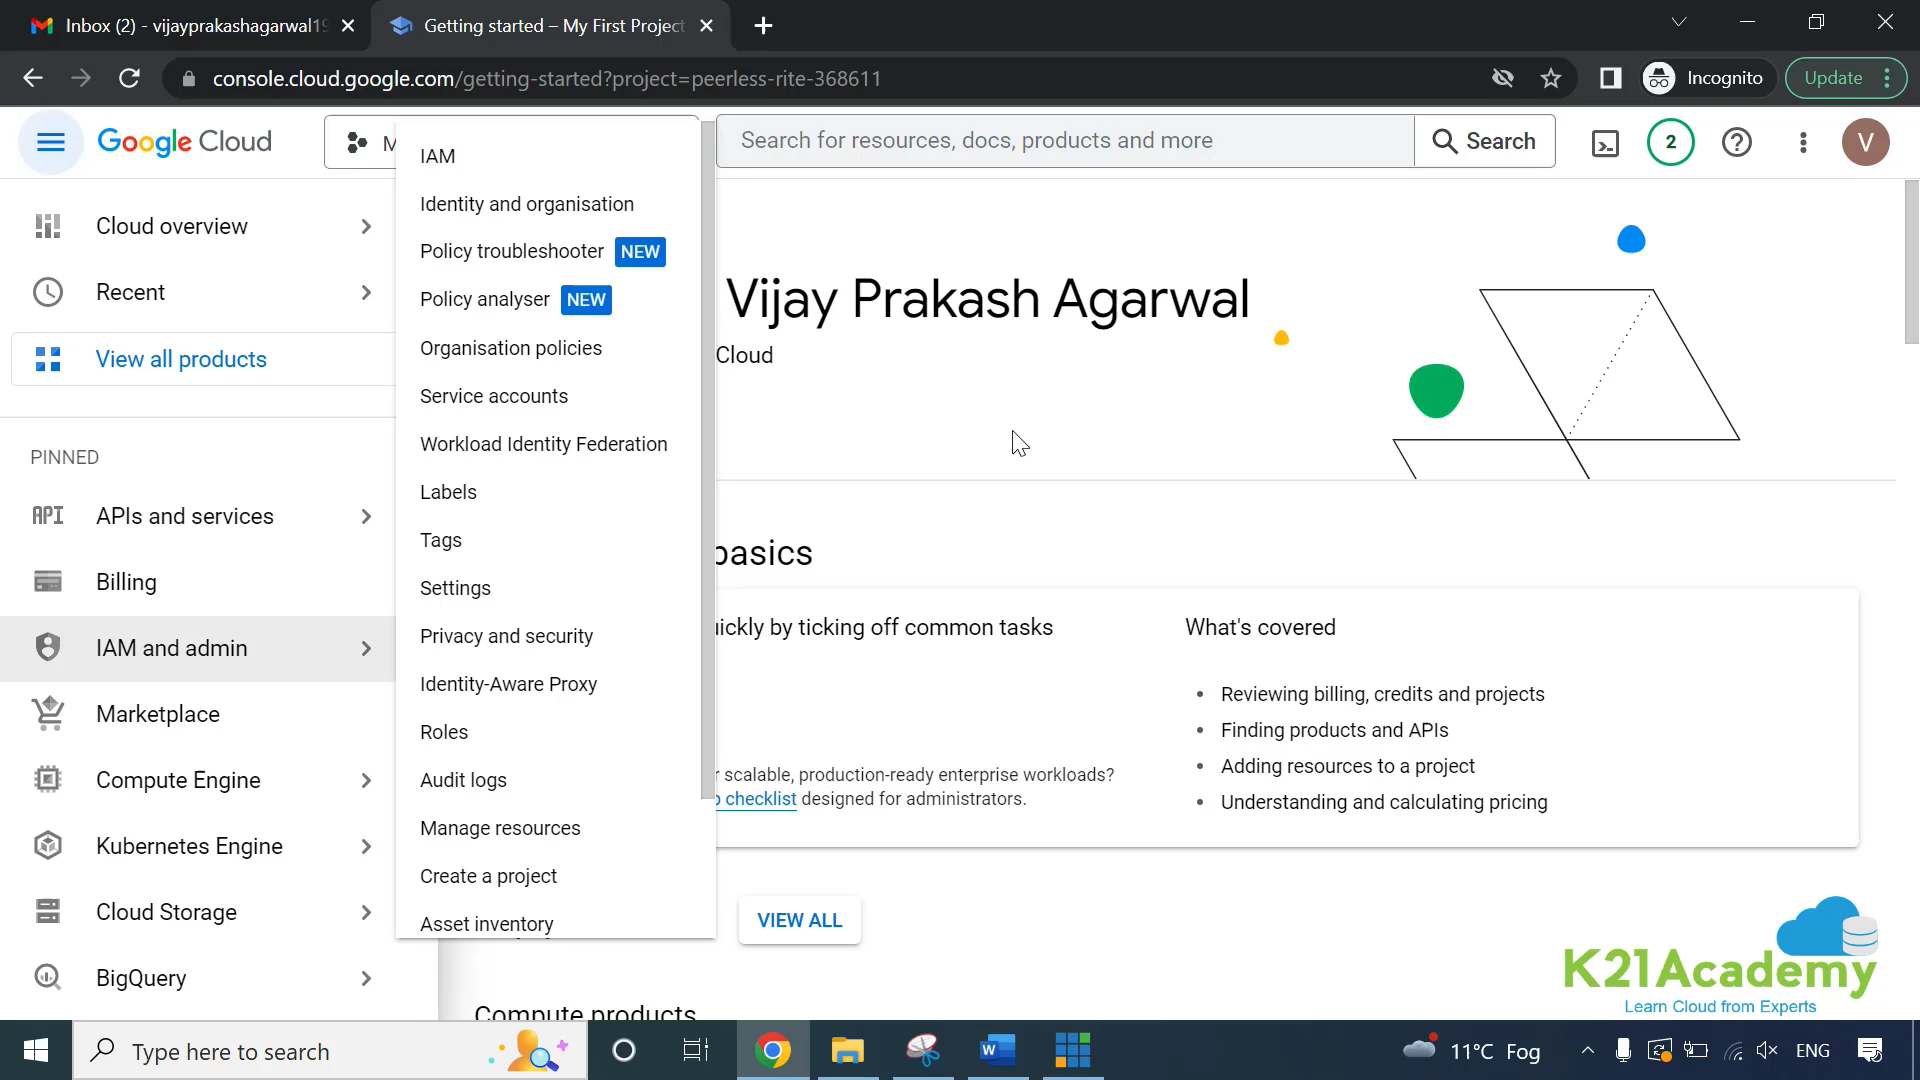 Inbox (2) - vijayprakashagarwal19
Getting started – My First Project
console.cloud.google.com/getting-started?project=peerless-rite-368611
Incognito
Update
Google Cloud
M
Search for resources, docs, products and more
Search
2
V
Cloud overview
Recent
View all products
PINNED
API
APIs and services
Billing
IAM and admin
Marketplace
Compute Engine
Kubernetes Engine
Cloud Storage
BigQuery
IAM
Identity and organisation
Policy troubleshooter NEW
Policy analyser NEW
Organisation policies
Service accounts
Workload Identity Federation
Labels
Tags
Settings
Privacy and security
Identity-Aware Proxy
Roles
Audit logs
Manage resources
Create a project
Asset inventory
Vijay Prakash Agarwal
Cloud
basics
uickly by ticking off common tasks
r scalable, production-ready enterprise workloads?
p checklist designed for administrators.
What's covered
• Reviewing billing, credits and projects
• Finding products and APIs
• Adding resources to a project
• Understanding and calculating pricing
VIEW ALL
Compute products
K21Academy
Learn Cloud from Experts
Type here to search
W
11°C Fog
ENG